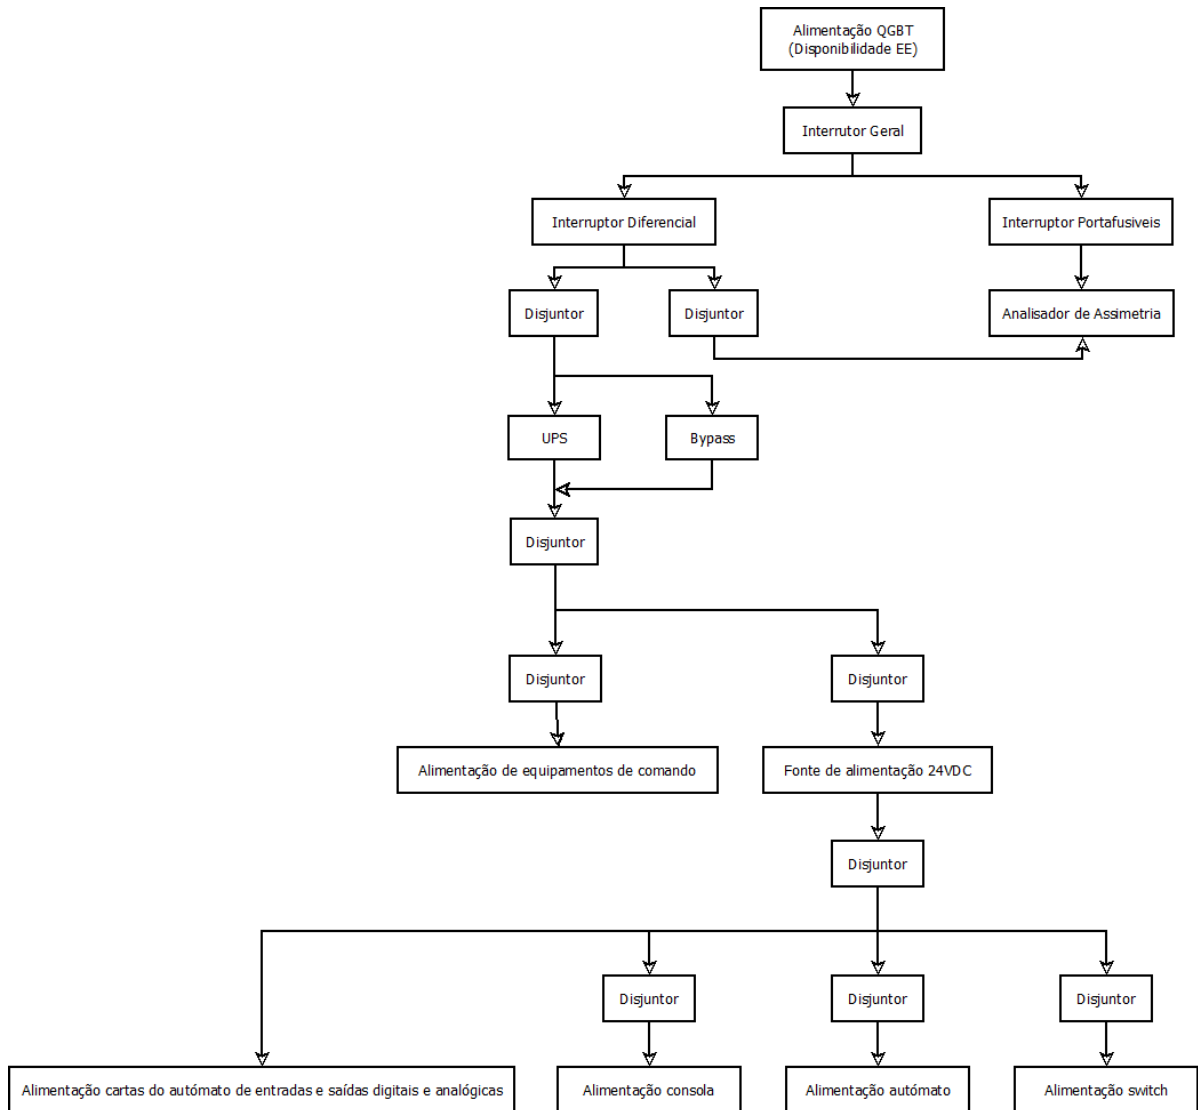 Alimentação QGBT
(Disponibilidade EE)
Interrutor Geral
Interruptor Diferencial
Interruptor Portafusiveis
Disjuntor
Disjuntor
Analisador de Assimetria
UPS
Bypass
Disjuntor
Disjuntor
Disjuntor
Alimentação de equipamentos de comando
Fonte de alimentação 24VDC
Disjuntor
Disjuntor
Disjuntor
Disjuntor
Alimentação cartas do autómato de entradas e saídas digitais e analógicas
Alimentação consola
Alimentação autómato
Alimentação switch